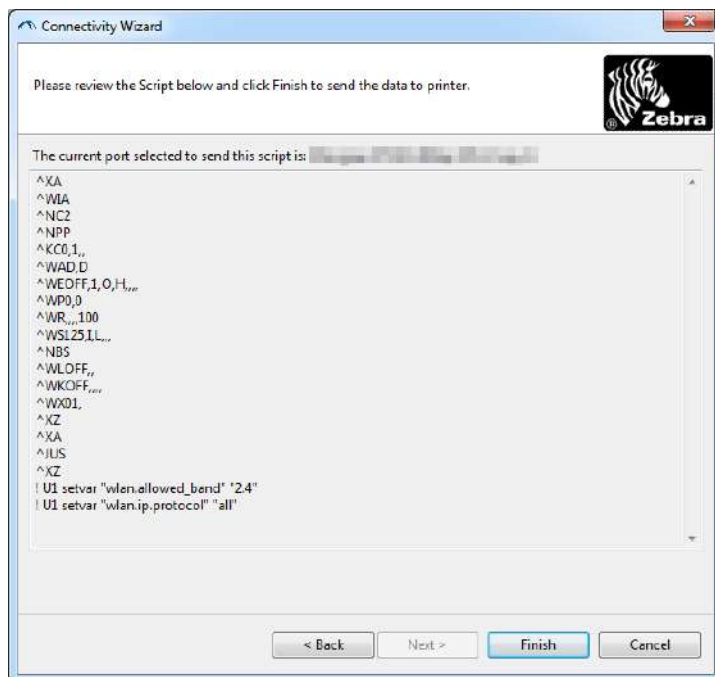 Connectivity Wizard
Please review the Script below and click Finish to send the data to printer.
® Zebra
The current port selected to send this script is:
^XA
^WIA
^NC2
^NPP
^KC0,1,,
^WAD,D
^WEOFF,1,O,H,,,,
^WP0,0
^WR,,,,100
^WS125,I,L,,,
^NBS
^WLOFF,,
^WKOFF,,,,
^WX01,
^XZ
^XA
^JUS
^XZ
! U1 setvar "wlan.allowed_band" "2.4"
! U1 setvar "wlan.ip.protocol" "all"
< Back
Next >
Finish
Cancel